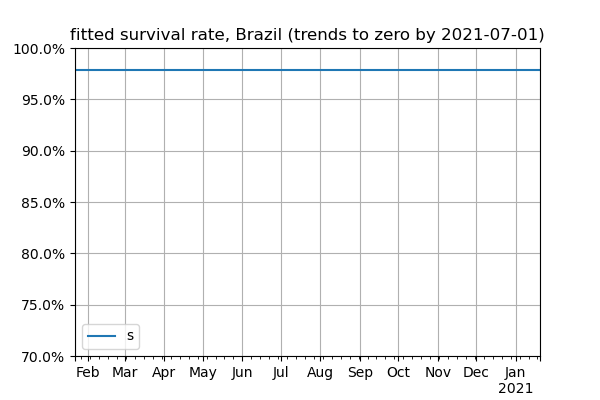 fitted survival rate, Brazil (trends to zero by 2021-07-01)
100.0%
95.0%
90.0%
85.0%
80.0%
75.0%
70.0%
s
Feb Mar Apr May Jun Jul Aug Sep Oct Nov Dec Jan
2021